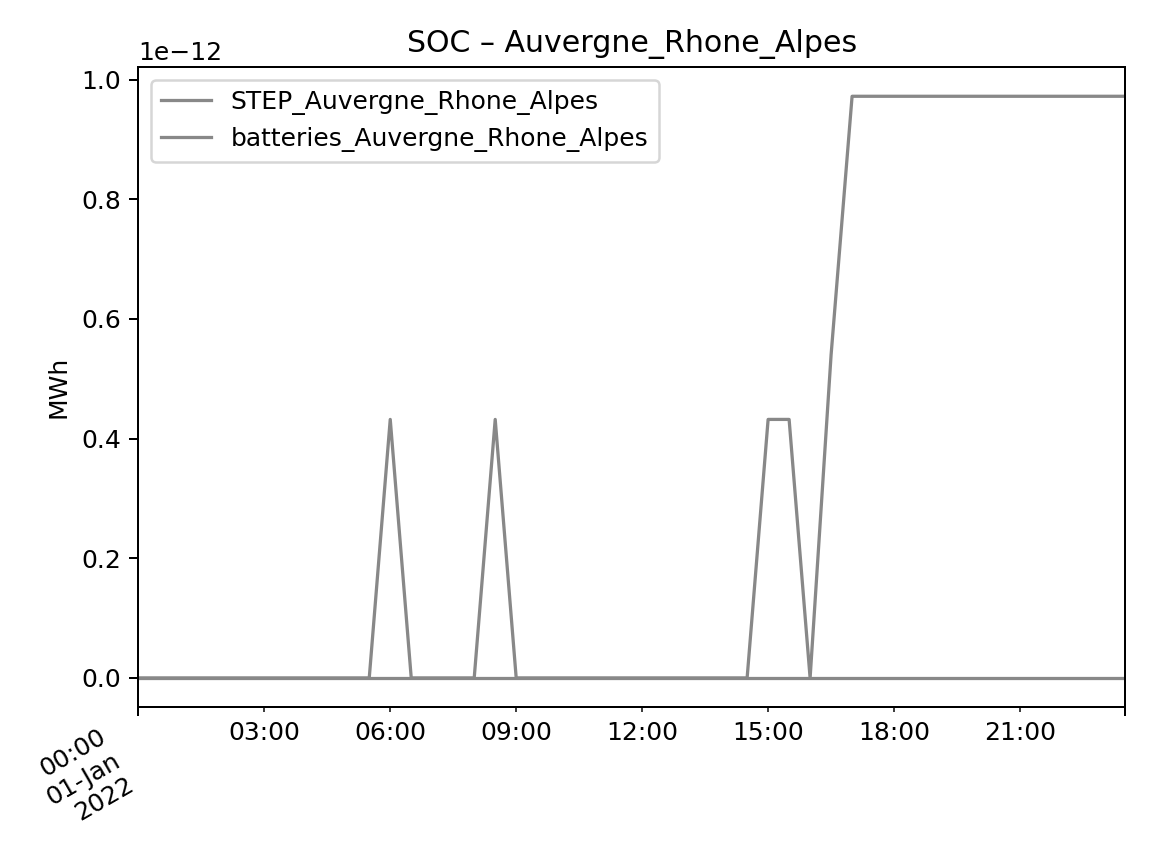 SOC – Auvergne_Rhone_Alpes
1e−12
STEP_Auvergne_Rhone_Alpes
batteries_Auvergne_Rhone_Alpes
1.0
0.8
0.6
0.4
0.2
0.0
MWh
00:00
01-Jan
2022
03:00 06:00 09:00 12:00 15:00 18:00 21:00